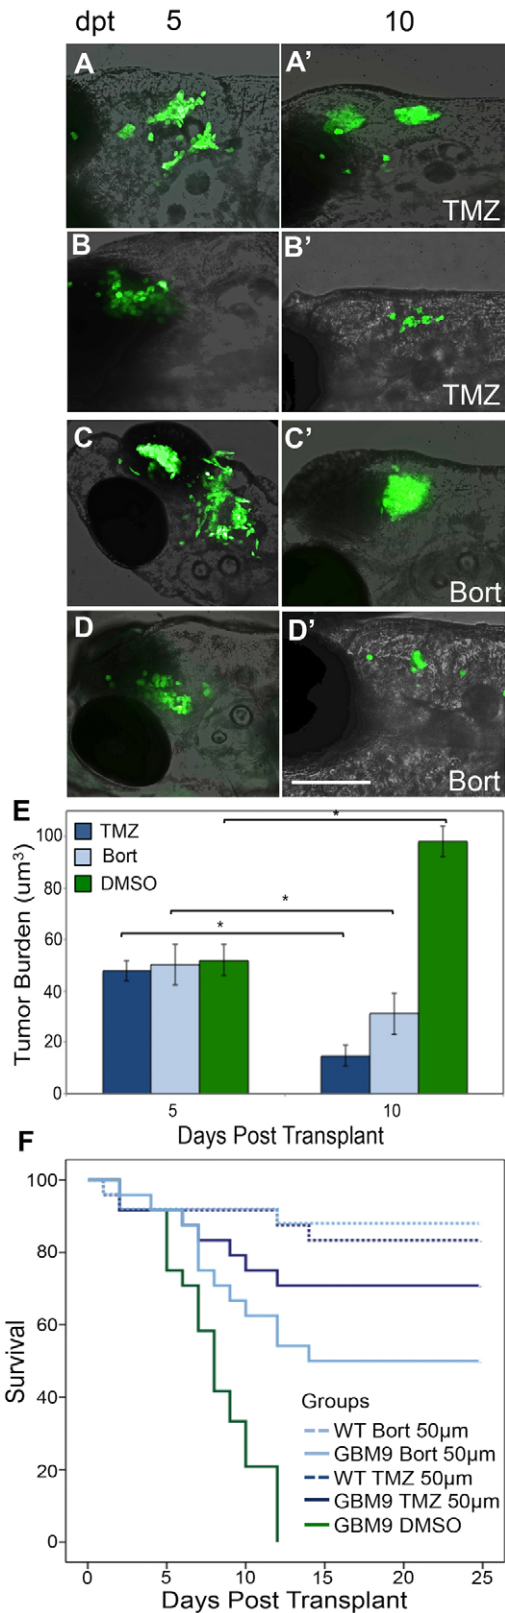 dpt 5 10
A A'
TMZ
B B'
TMZ
C C'
Bort
D D'
Bort
E
TMZ
Bort
DMSO
*
*
*
Tumor Burden (um³)
100
80
60
40
20
0
5 10
Days Post Transplant
F
Survival
100
80
60
40
20
0
Groups
WT Bort 50µm
GBM9 Bort 50µm
WT TMZ 50µm
GBM9 TMZ 50µm
GBM9 DMSO
0 5 10 15 20 25
Days Post Transplant